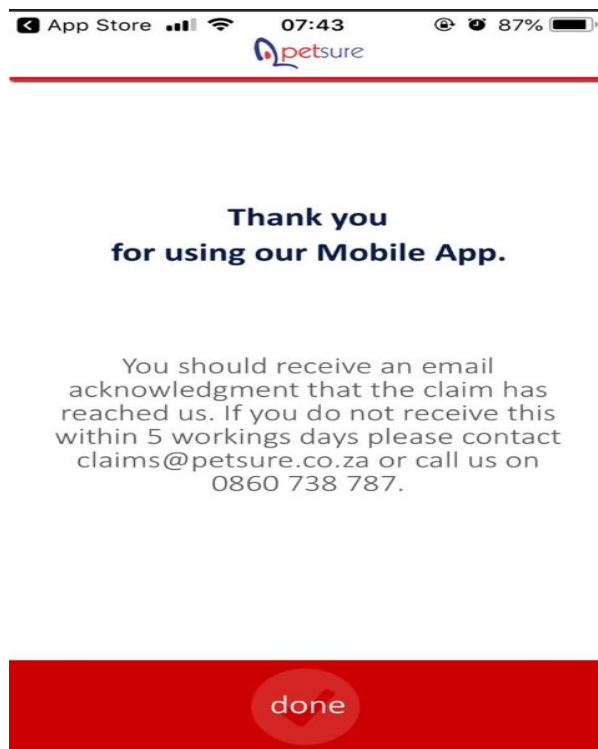 App Store 07:43 87%
petsure
Thank you
for using our Mobile App.
You should receive an email
acknowledgment that the claim has
reached us. If you do not receive this
within 5 workings days please contact
claims@petsure.co.za or call us on
0860 738 787.
done